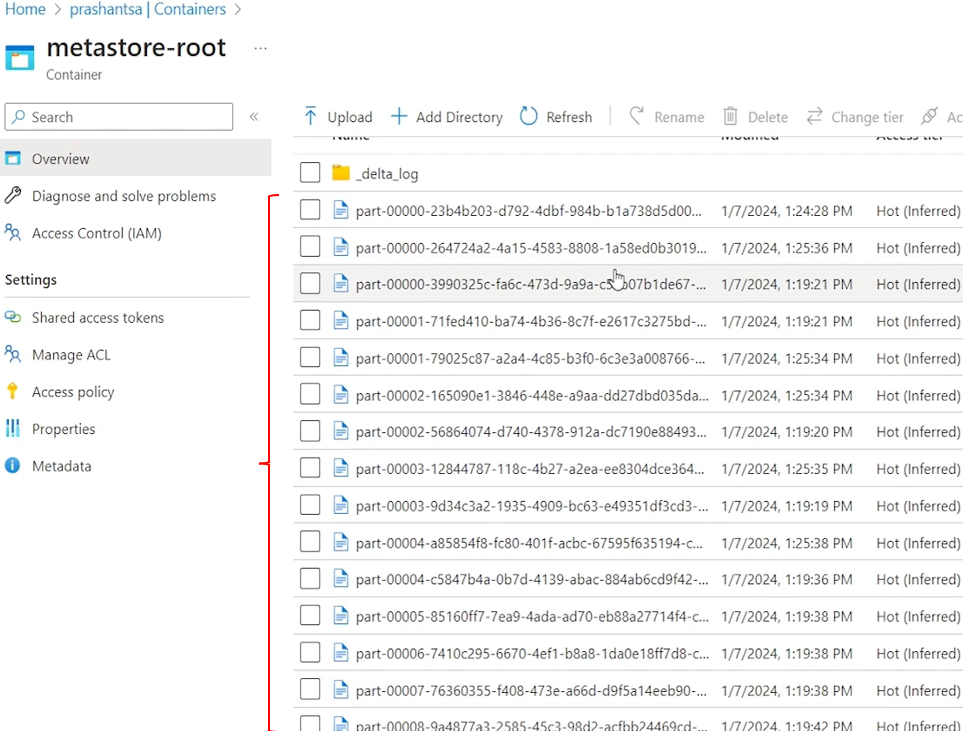 Home > prashantsa | Containers >
metastore-root ...
Container
Search «
Upload Add Directory Refresh Rename Delete Change tier Ac
Name Modified Access tier
Overview
Diagnose and solve problems
Access Control (IAM)
Settings
Shared access tokens
Manage ACL
Access policy
Properties
Metadata
_delta_log
part-00000-23b4b203-d792-4dbf-984b-b1a738d5d00... 1/7/2024, 1:24:28 PM Hot (Inferred)
part-00000-264724a2-4a15-4583-8808-1a58ed0b3019... 1/7/2024, 1:25:36 PM Hot (Inferred)
1/7/2024, 1:19:21 PM Hot (Inferred)
part-00001-71fed410-ba74-4b36-8c7f-e2617c3275bd-... 1/7/2024, 1:19:21 PM Hot (Inferred)
part-00001-79025c87-a2a4-4c85-b3f0-6c3e3a008766-... 1/7/2024, 1:25:34 PM Hot (Inferred)
part-00002-165090e1-3846-448e-a9aa-dd27dbd035da... 1/7/2024, 1:25:34 PM Hot (Inferred)
part-00002-56864074-d740-4378-912a-dc7190e88493... 1/7/2024, 1:19:20 PM Hot (Inferred)
part-00003-12844787-118c-4b27-a2ea-ee8304dce364... 1/7/2024, 1:25:35 PM Hot (Inferred)
part-00003-9d34c3a2-1935-4909-bc63-e49351df3cd3-... 1/7/2024, 1:19:19 PM Hot (Inferred)
part-00004-a85854f8-fc80-401f-acbc-67595f635194-c... 1/7/2024, 1:25:38 PM Hot (Inferred)
part-00004-c5847b4a-0b7d-4139-abac-884ab6cd9f42-... 1/7/2024, 1:19:36 PM Hot (Inferred)
part-00005-85160ff7-7ea9-4ada-ad70-eb88a27714f4-c... 1/7/2024, 1:19:38 PM Hot (Inferred)
part-00006-7410c295-6670-4ef1-b8a8-1da0e18ff7d8-c... 1/7/2024, 1:19:38 PM Hot (Inferred)
part-00007-76360355-f408-473e-a66d-d9f5a14eeb90-... 1/7/2024, 1:19:38 PM Hot (Inferred)
part-00008-9a4877a3-2585-45c3-98d2-acfbb24469cd-... 1/7/2024, 1:19:42 PM Hot (Inferred)